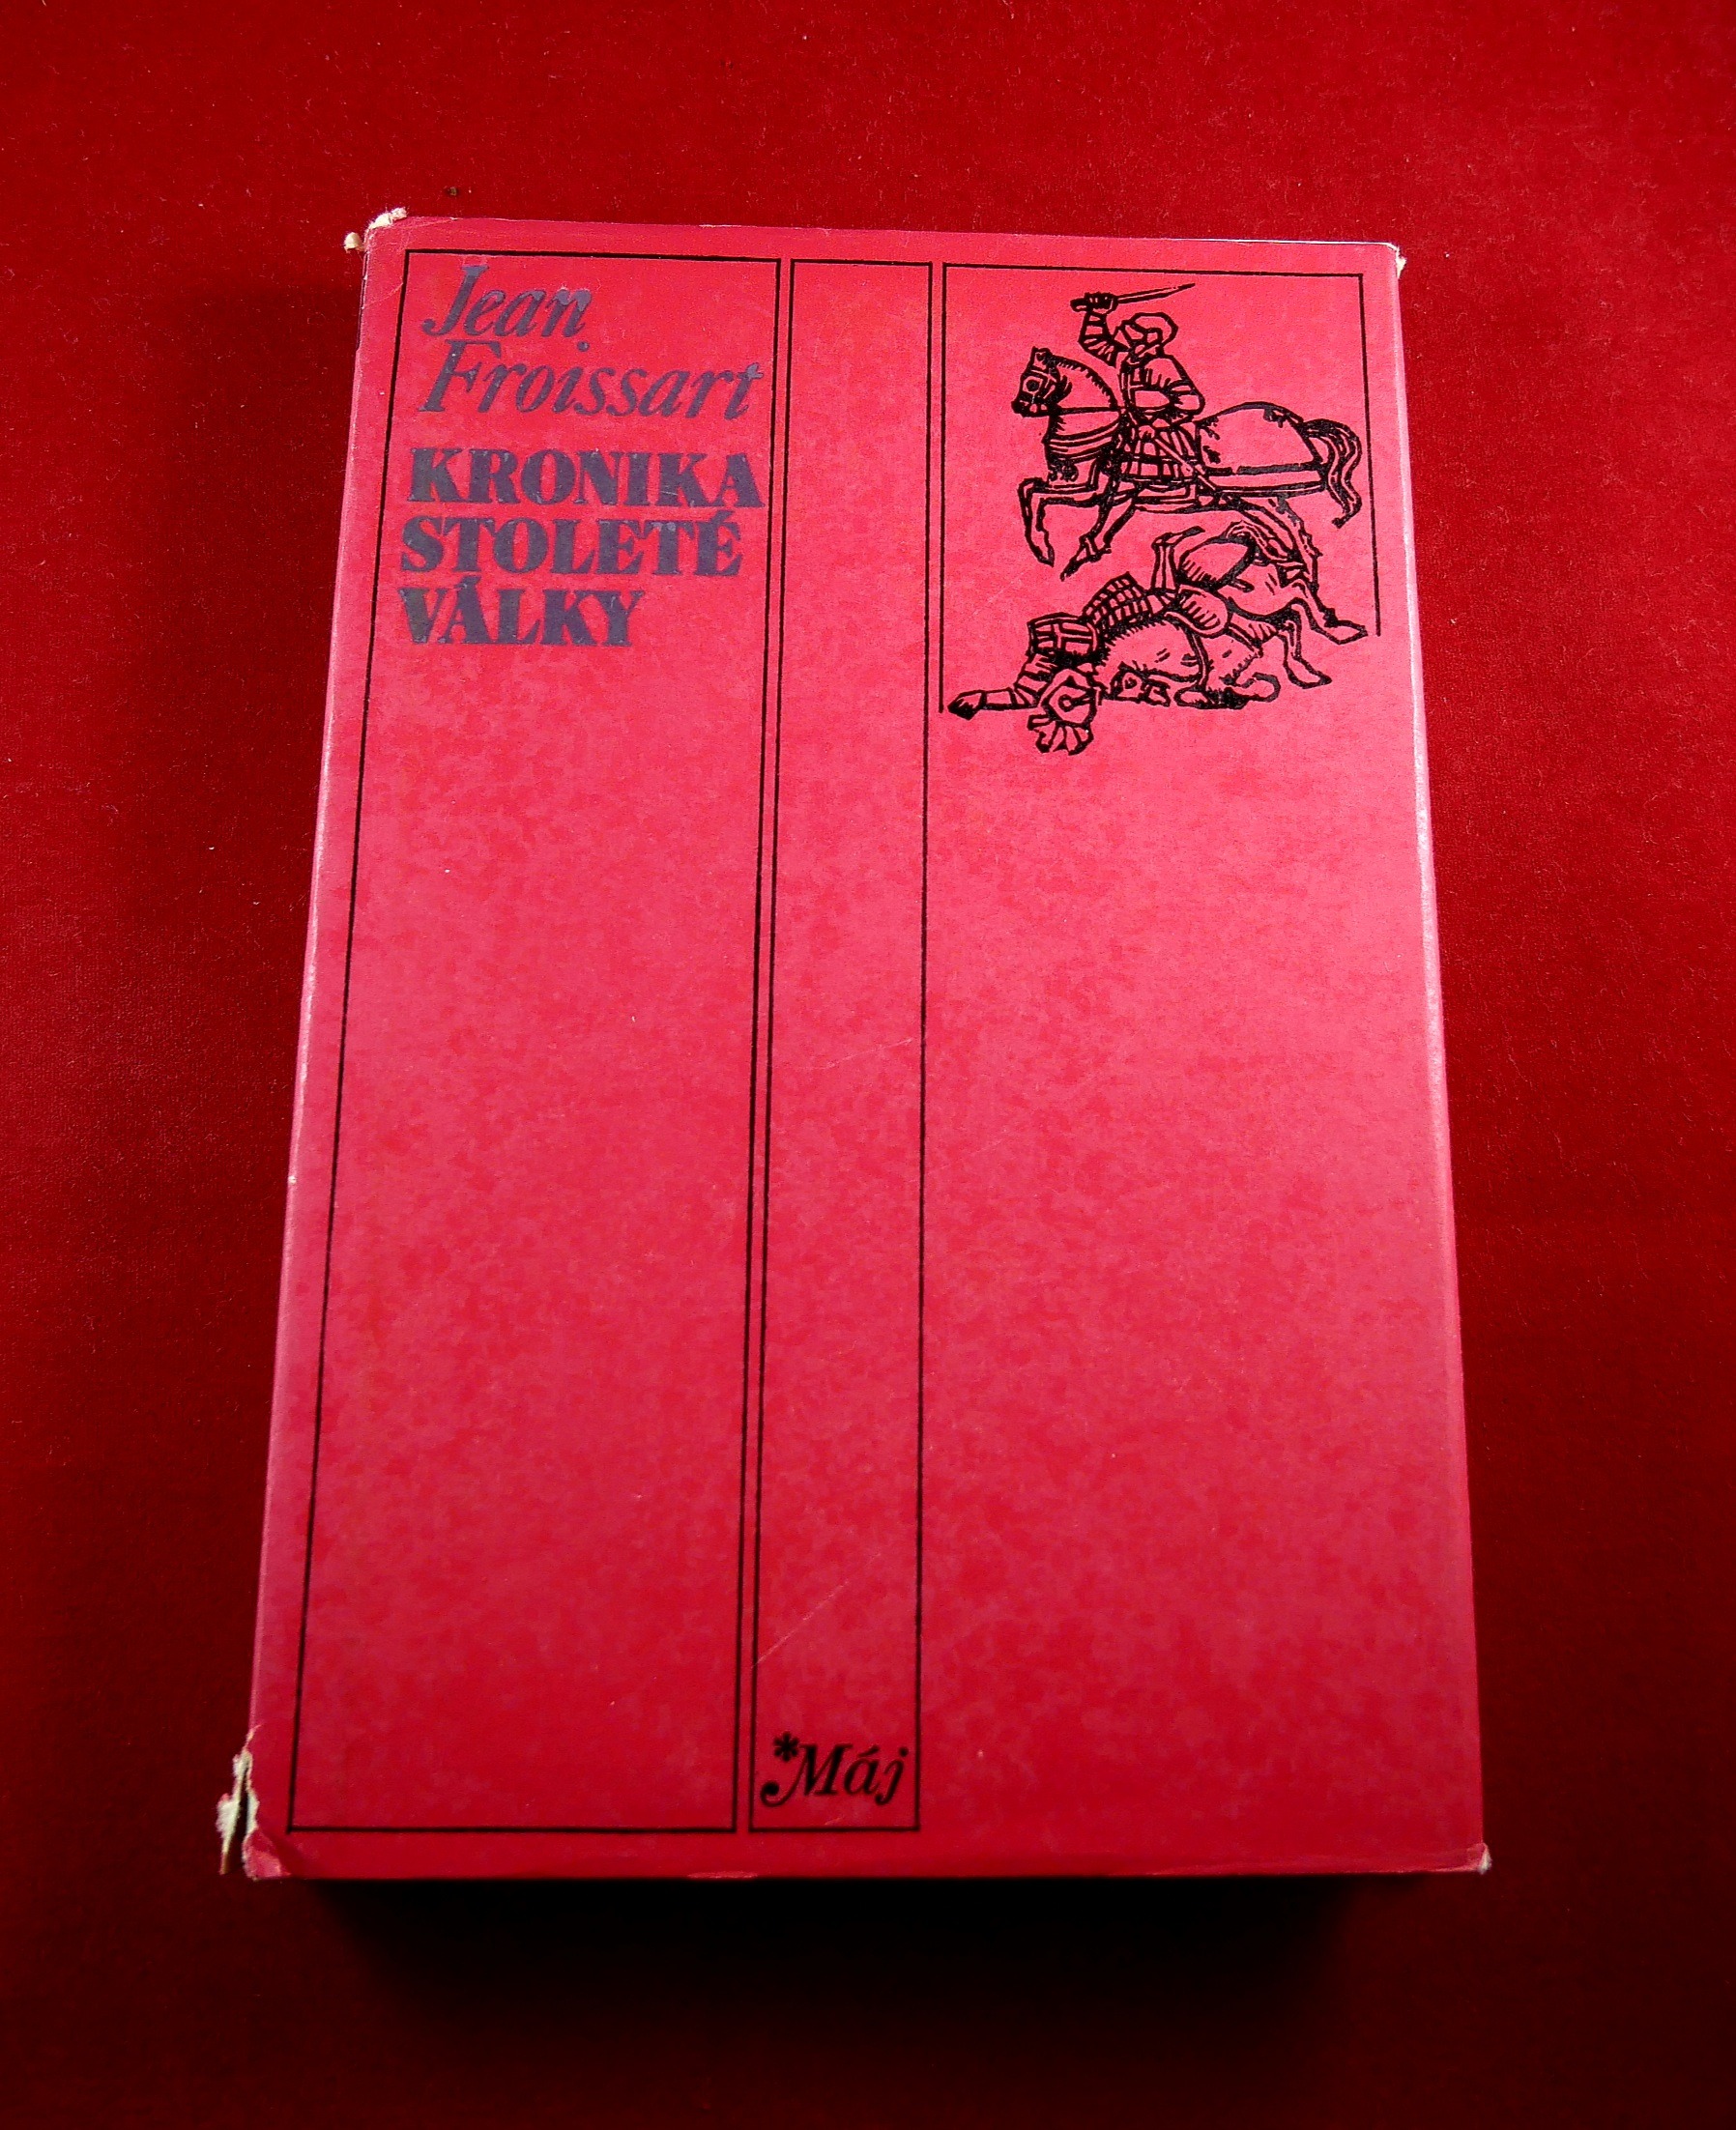 Jean
Froissart
KRONIKA
STOLETÉ
VÁLKY
*Máj